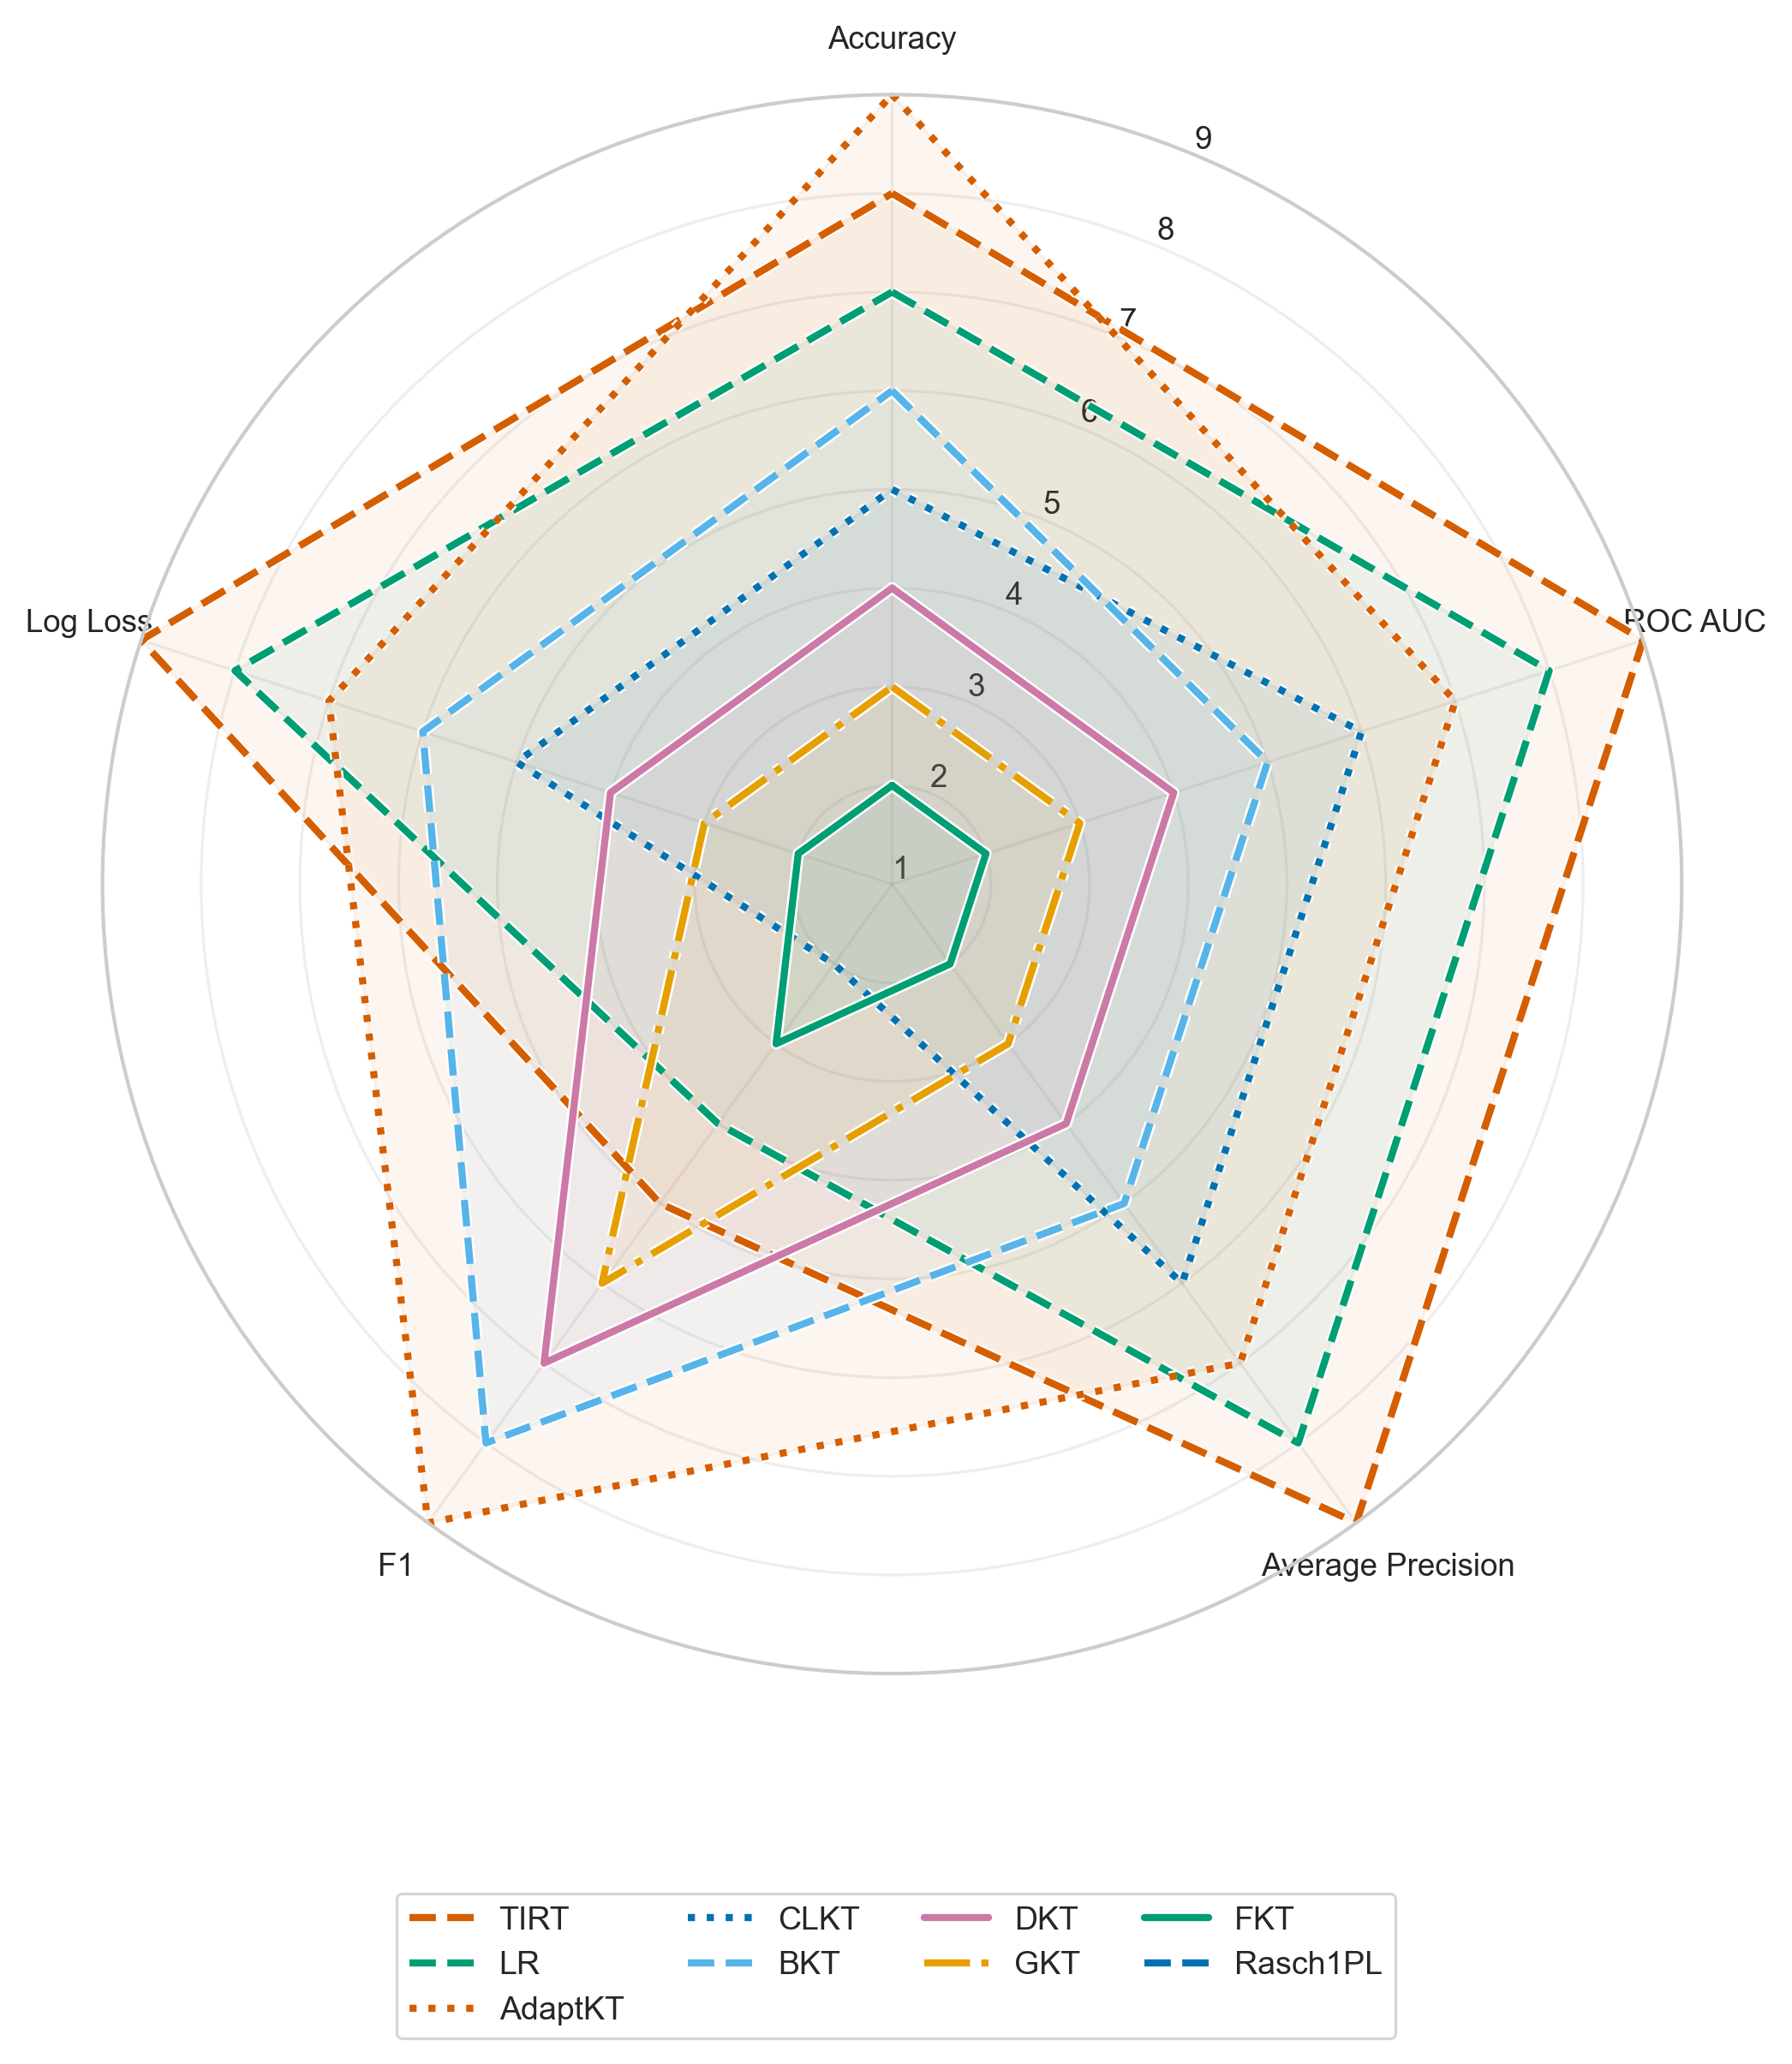 Accuracy
9
8
7
6
5
4
3
2
1
Log Loss
ROC AUC
F1
Average Precision
TIRT
CLKT
DKT
FKT
LR
BKT
GKT
Rasch1PL
AdaptKT